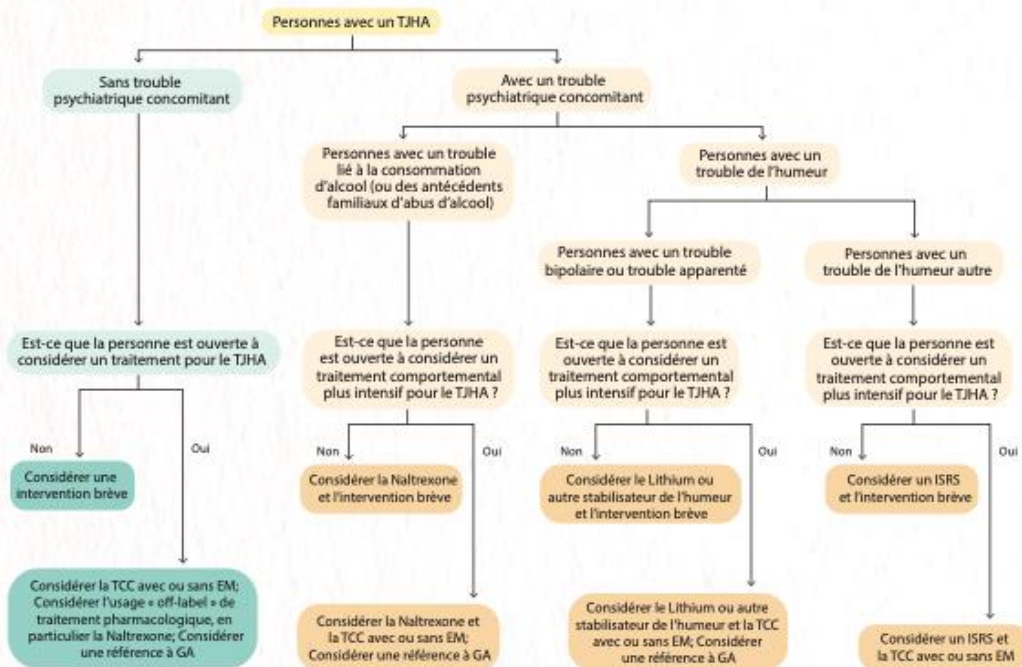 Personnes avec un TJHA
Sans trouble
psychiatrique concomitant
Avec un trouble
psychiatrique concomitant
Personnes avec un trouble
lié à la consommation
d'alcool (ou des antécédents
familiaux d'abus d'alcool)
Personnes avec un
trouble de l'humeur
Personnes avec un trouble
bipolaire ou trouble apparenté
Personnes avec un
trouble de l'humeur autre
Est-ce que la personne est ouverte à
considérer un traitement pour le TJHA
Est-ce que la personne
est ouverte à considérer un
traitement comportemental
plus intensif pour le TJHA ?
Est-ce que la personne est
ouverte à considérer un
traitement comportemental
plus intensif pour le TJHA ?
Est-ce que la personne est
ouverte à considérer un
traitement comportemental
plus intensif pour le TJHA ?
Non
Oui
Non
Oui
Non
Oui
Non
Oui
Considérer une
intervention brève
Considérer la Naltrexone
et l'intervention brève
Considérer le Lithium ou
autre stabilisateur de l'humeur
et l'intervention brève
Considérer un ISRS
et l'intervention brève
Considérer la TCC avec ou sans EM;
Considérer l'usage « off-label » de
traitement pharmacologique, en
particulier la Naltrexone; Considérer
une référence à GA
Considérer la Naltrexone et
la TCC avec ou sans EM;
Considérer une référence à GA
Considérer le Lithium ou autre
stabilisateur de l'humeur et la TCC
avec ou sans EM; Considérer
une référence à GA
Considérer un ISRS et
la TCC avec ou sans EM